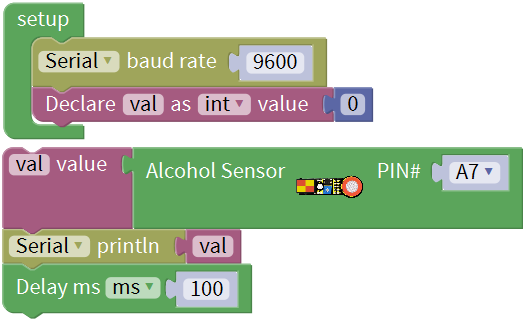 setup
Serial baud rate 9600
Declare val as int value 0
val value Alcohol Sensor PIN# A7
Serial println val
Delay ms ms 100